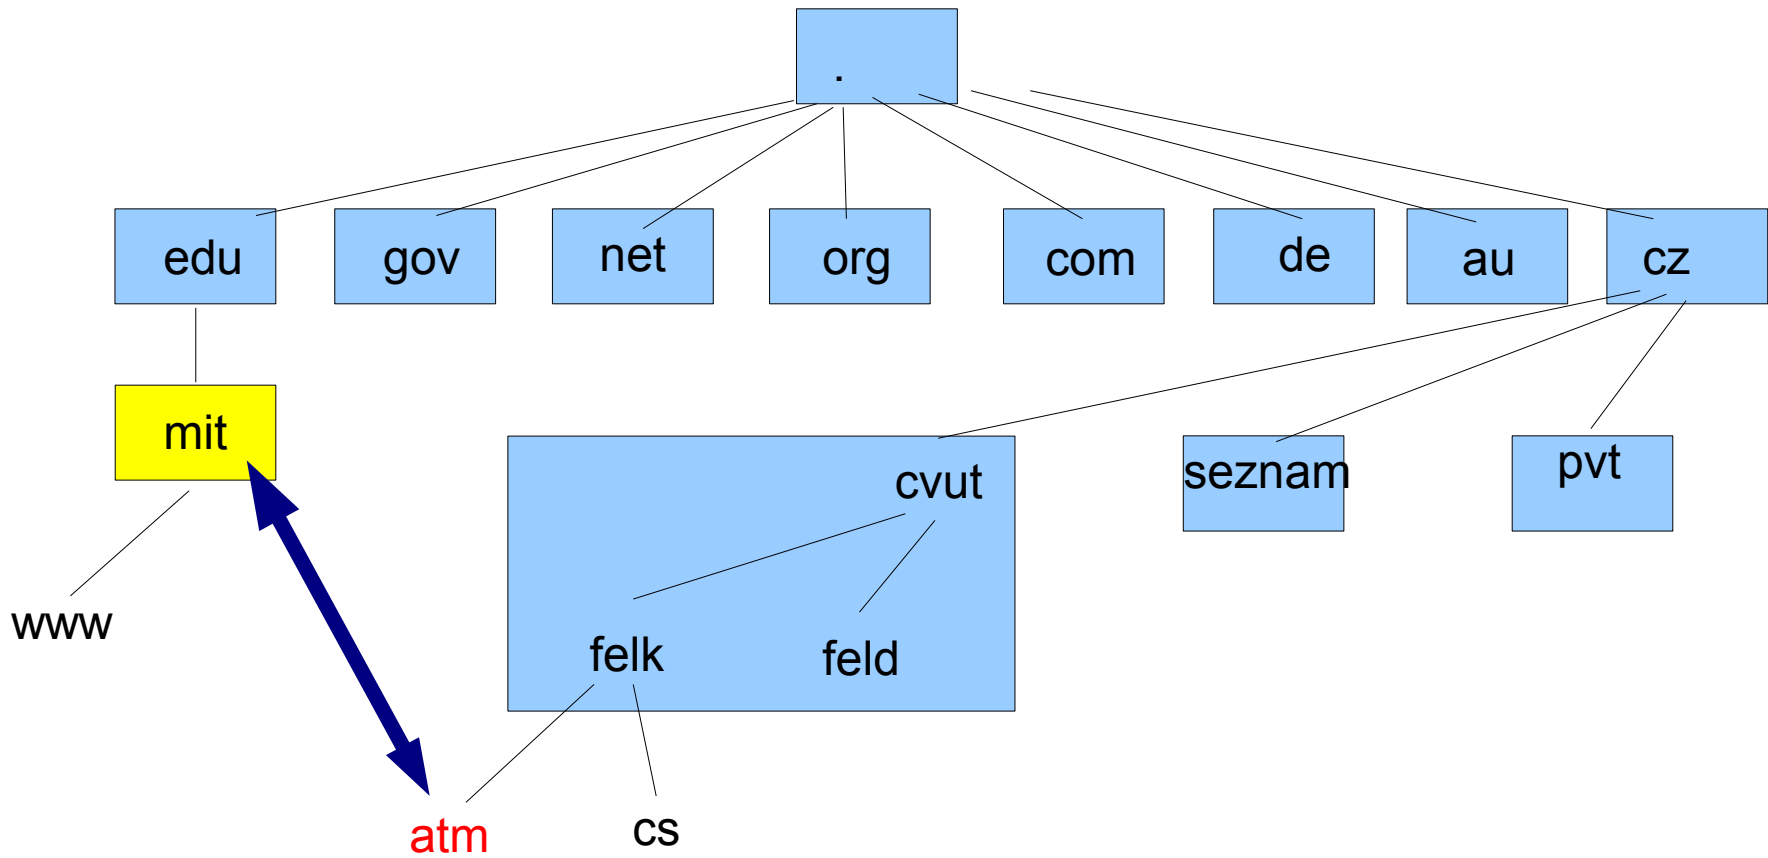 .
edu gov net org com de au cz
mit
cvut seznam pvt
www felk feld
atm cs